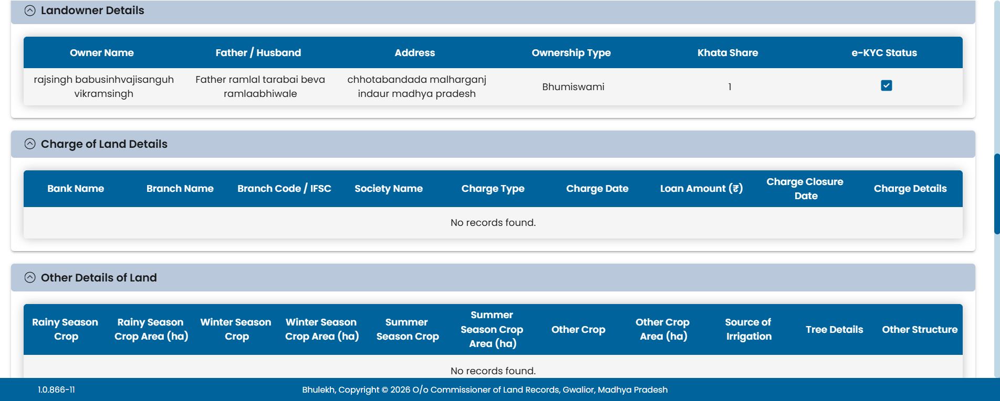 Landowner Details
Owner Name Father / Husband Address Ownership Type Khata Share e-KYC Status
rajsingh babusinhvajisanguh Father ramlal tarabai beva chhotabandada malharganj
vikramsingh ramlaabhiwale indaur madhya pradesh Bhumiswami 1
Charge of Land Details
Bank Name Branch Name Branch Code / IFSC Society Name Charge Type Charge Date Loan Amount (₹) Charge Closure Charge Details
Date
No records found.
Other Details of Land
Rainy Season Rainy Season Winter Season Winter Season Summer Summer Other Crop Other Crop Source of Tree Details Other Structure
Crop Crop Area (ha) Crop Crop Area (ha) Season Crop Season Crop Area (ha) Irrigation
Area (ha)
No records found.
1.0.866-11 Bhulekh, Copyright © 2026 O/o Commissioner of Land Records, Gwalior, Madhya Pradesh